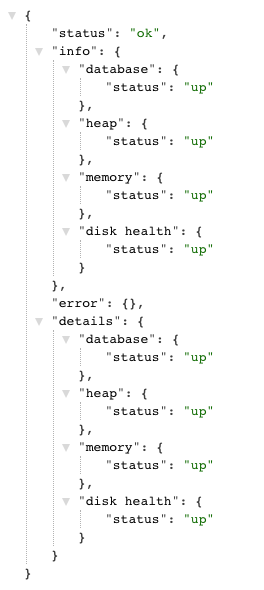 {
"status": "ok",
"info": {
"database": {
"status": "up"
},
"heap": {
"status": "up"
},
"memory": {
"status": "up"
},
"disk health": {
"status": "up"
}
},
"error": {},
"details": {
"database": {
"status": "up"
},
"heap": {
"status": "up"
},
"memory": {
"status": "up"
},
"disk health": {
"status": "up"
}
}
}